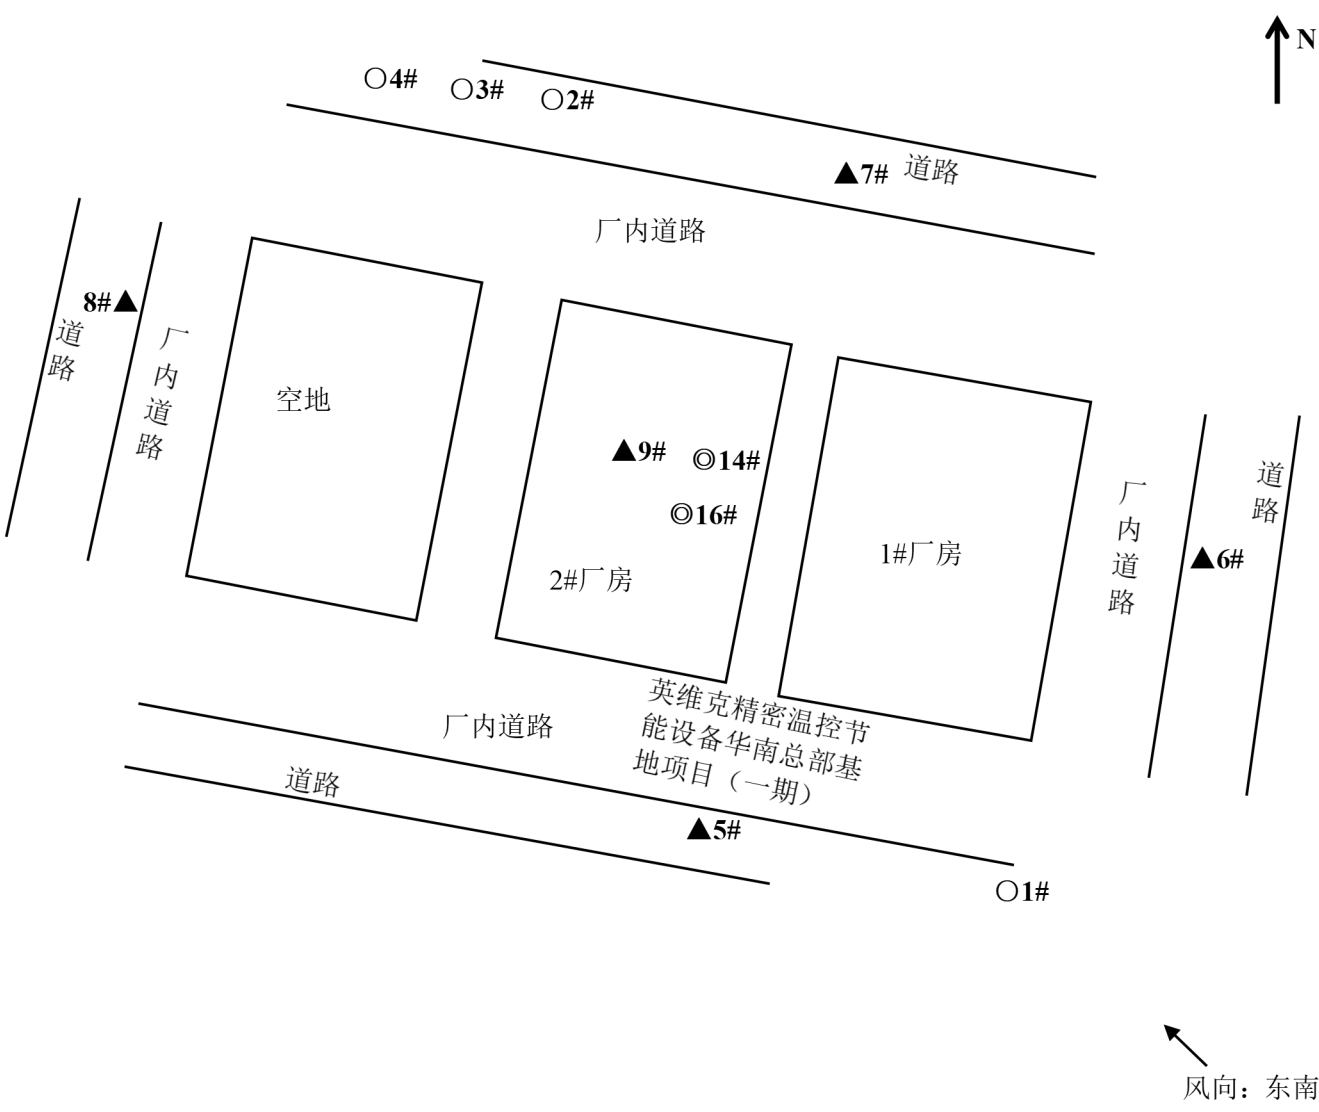 N
○4#
○3#
○2#
▲7#
道路
厂内道路
8#▲
道路
厂内道路
空地
▲9#
◎14#
◎16#
2#厂房
1#厂房
厂内道路
道路
▲6#
英维克精密温控节
能设备华南总部基
地项目（一期）
厂内道路
道路
▲5#
○1#
风向：东南